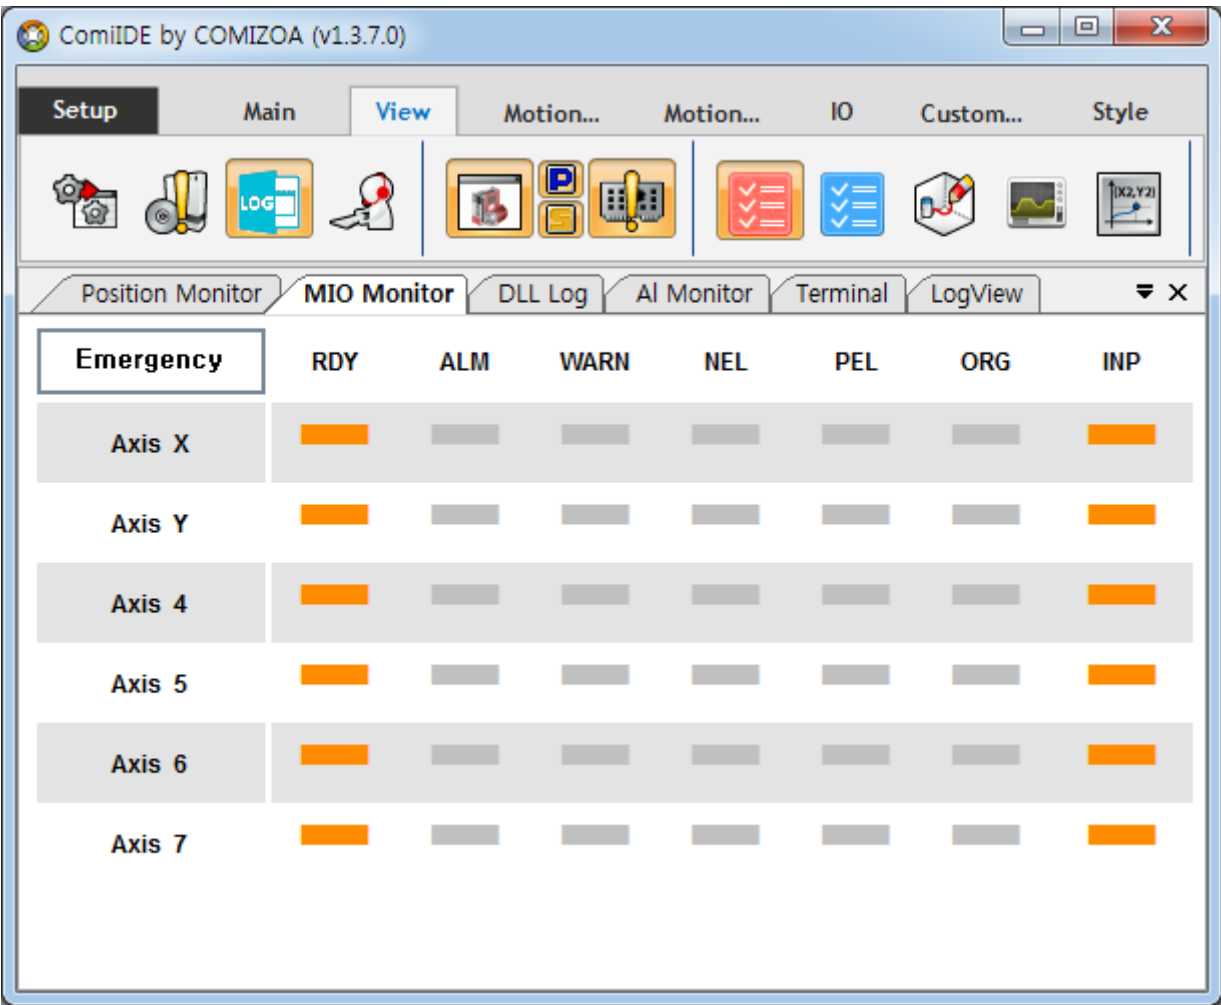 ComiIDE by COMIZOA (v1.3.7.0)
Setup Main View Motion... Motion... IO Custom... Style
LOG P S (X2,Y2)
Position Monitor MIO Monitor DLL Log AI Monitor Terminal LogView
Emergency RDY ALM WARN NEL PEL ORG INP
Axis X
Axis Y
Axis 4
Axis 5
Axis 6
Axis 7